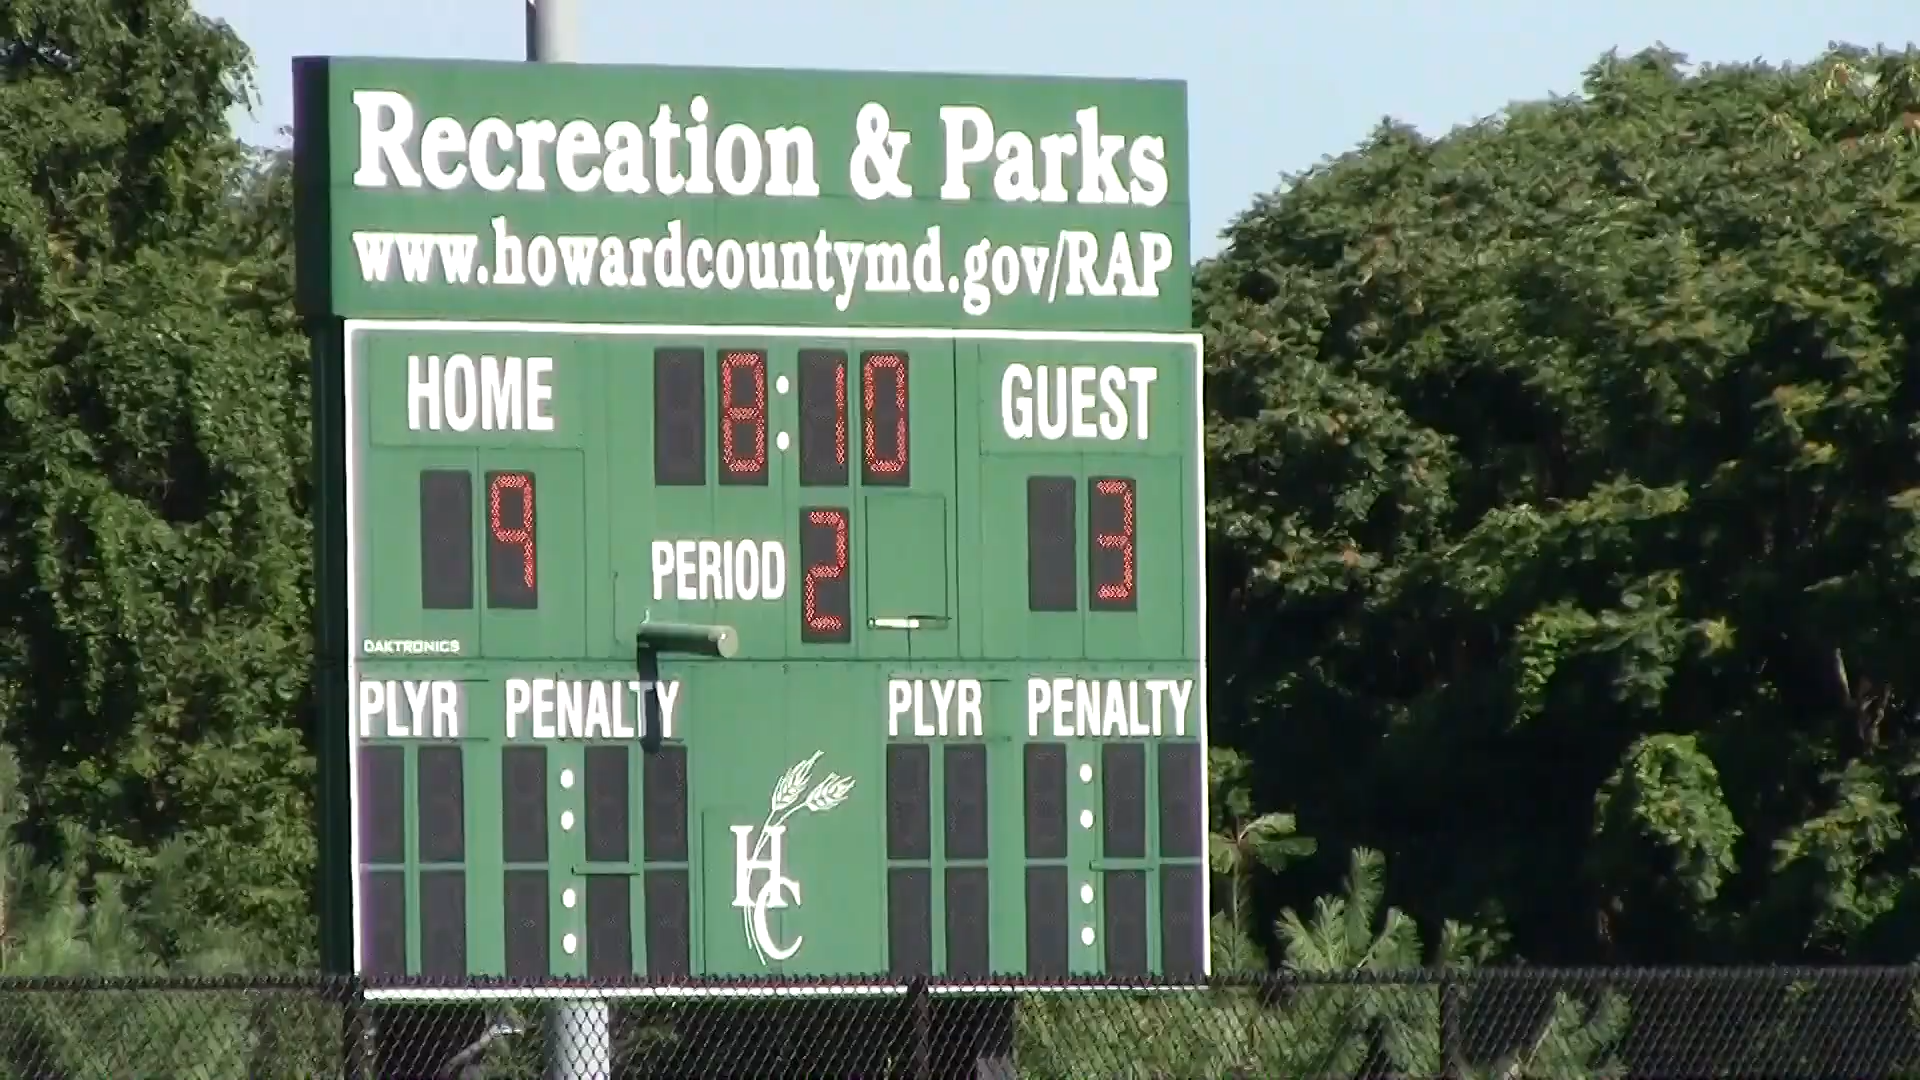 Recreation & Parks
www.howardcountymd.gov/RAP
HOME 8:10 GUEST
9 PERIOD 2 3
DAKTRONICS
PLYR PENALTY PLYR PENALTY
HC